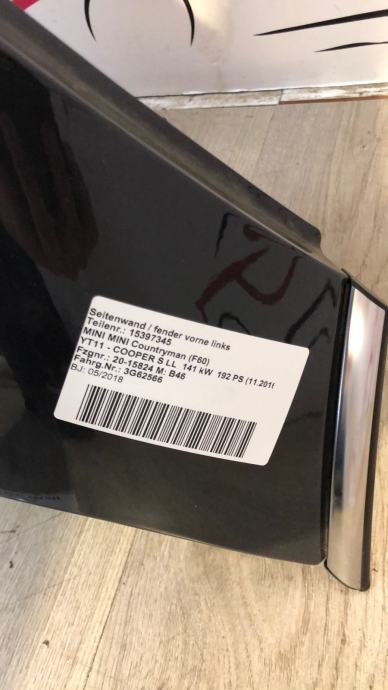 Seitenwand / fender vorne links
Teilenr.: 15397345
MINI MINI Countryman (F60)
YT11 - COOPER S LL 141 kW 192 PS (11.2016
Fzgnr.: 20-15824 M: B46
Fahrg.Nr.: 3G62566
BJ: 05/2018